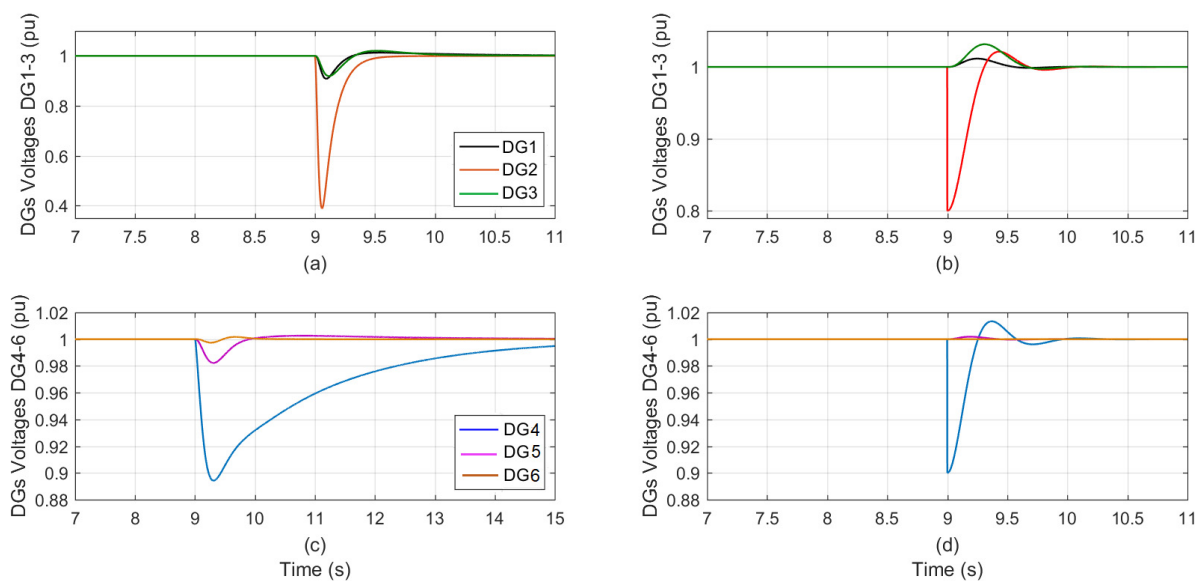 DGs Voltages DG1-3 (pu)
1
0.8
0.6
0.4
DG1
DG2
DG3
7 7.5 8 8.5 9 9.5 10 10.5 11
(a)
DGs Voltages DG1-3 (pu)
1
0.9
0.8
7 7.5 8 8.5 9 9.5 10 10.5 11
(b)
DGs Voltages DG4-6 (pu)
1.02
1
0.98
0.96
0.94
0.92
0.9
0.88
DG4
DG5
DG6
7 8 9 10 11 12 13 14 15
(c)
Time (s)
DGs Voltages DG4-6 (pu)
1.02
1
0.98
0.96
0.94
0.92
0.9
0.88
7 7.5 8 8.5 9 9.5 10 10.5 11
(d)
Time (s)